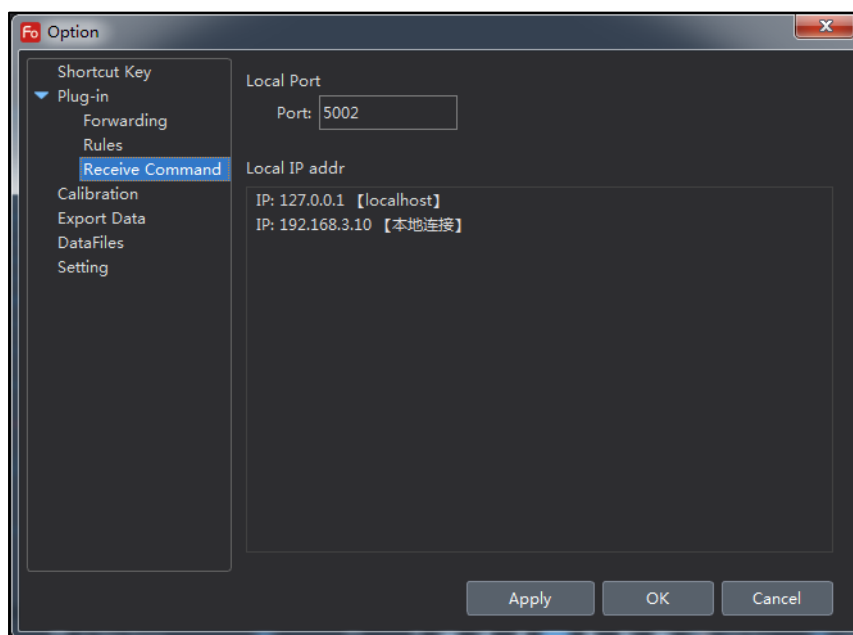 Fo Option
x
Shortcut Key
Plug-in
Forwarding
Rules
Receive Command
Calibration
Export Data
DataFiles
Setting
Local Port
Port: 5002
Local IP addr
IP: 127.0.0.1 【localhost】
IP: 192.168.3.10 【本地连接】
Apply
OK
Cancel